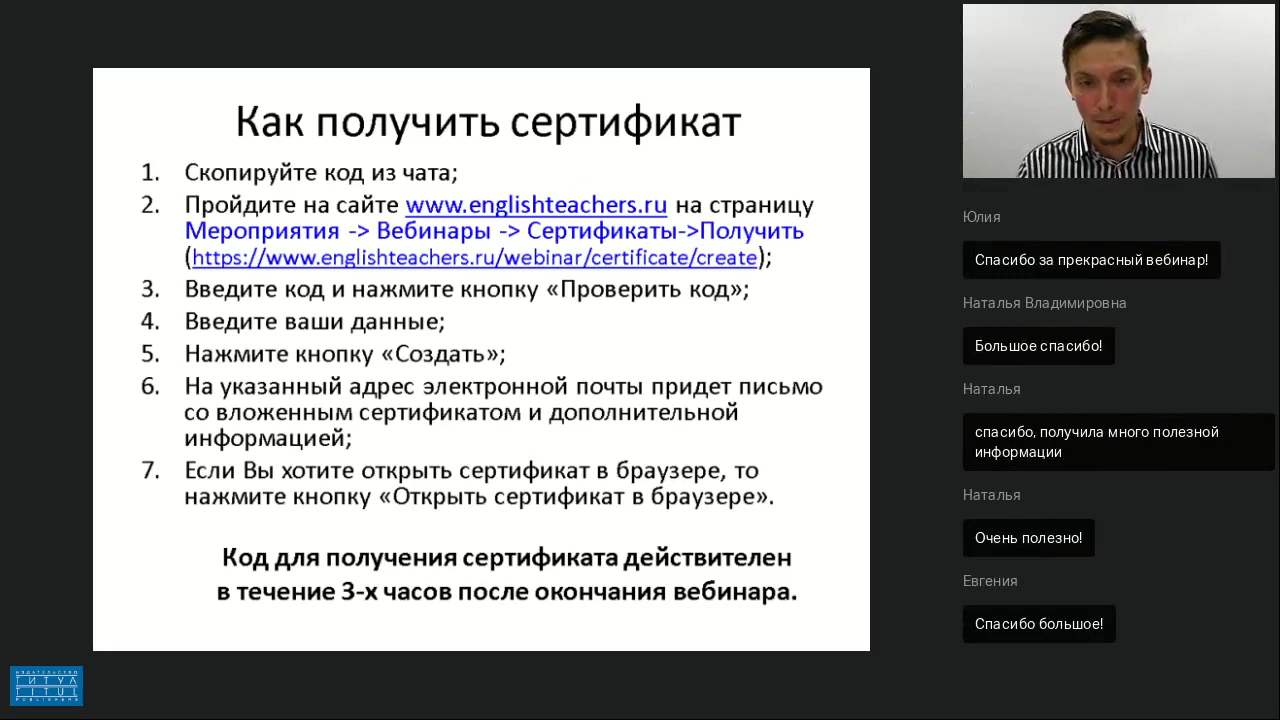 Как получить сертификат
1. Скопируйте код из чата;
2. Пройдите на сайте www.englishteachers.ru на страницу
Мероприятия -> Вебинары -> Сертификаты->Получить
(https://www.englishteachers.ru/webinar/certificate/create);
3. Введите код и нажмите кнопку «Проверить код»;
4. Введите ваши данные;
5. Нажмите кнопку «Создать»;
6. На указанный адрес электронной почты придет письмо
со вложенным сертификатом и дополнительной
информацией;
7. Если Вы хотите открыть сертификат в браузере, то
нажмите кнопку «Открыть сертификат в браузере».
Код для получения сертификата действителен
в течение 3-х часов после окончания вебинара.
Юлия
Спасибо за прекрасный вебинар!
Наталья Владимировна
Большое спасибо!
Наталья
спасибо, получила много полезной
информации
Наталья
Очень полезно!
Евгения
Спасибо большое!
ИЗДАТЕЛЬСТВО
ТИТУЛ
TITUL
PUBLISHERS